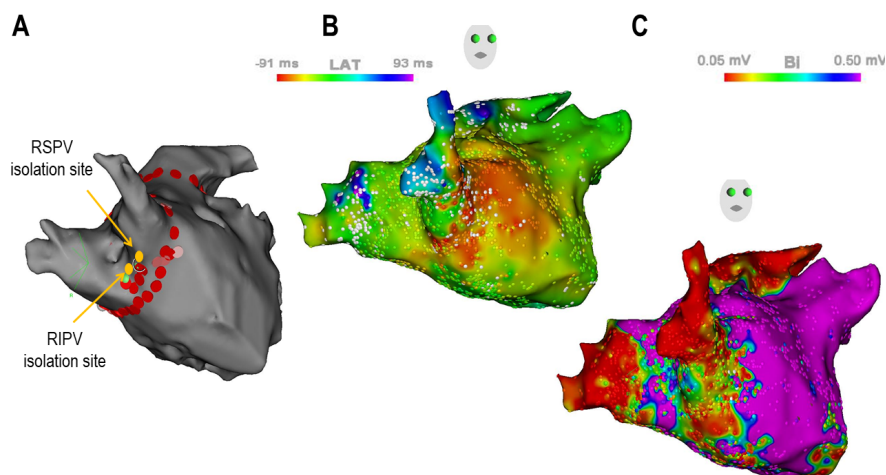 A
RSPV
isolation site
RIPV
isolation site
B
-91 ms LAT 93 ms
C
0.05 mV Bi 0.50 mV